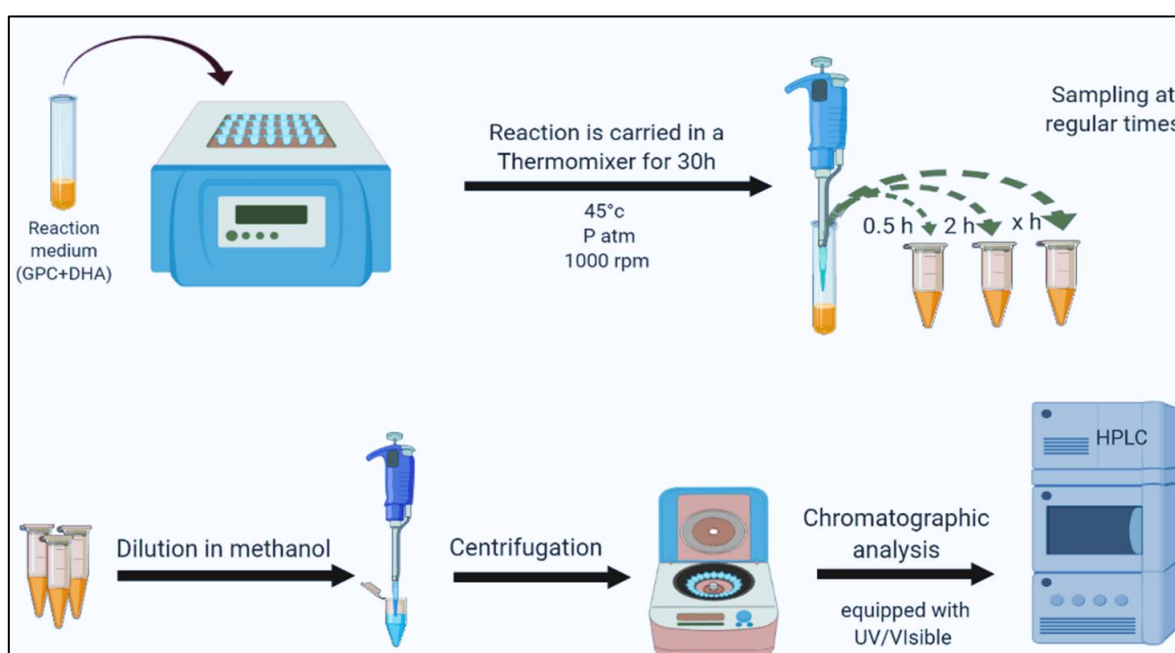 Sampling at
regular times
Reaction is carried in a
Thermomixer for 30h
45°c
P atm
1000 rpm
Reaction
medium
(GPC+DHA)
0.5 h
2 h
x h
HPLC
Dilution in methanol
Centrifugation
Chromatographic
analysis
equipped with
UV/VIsible